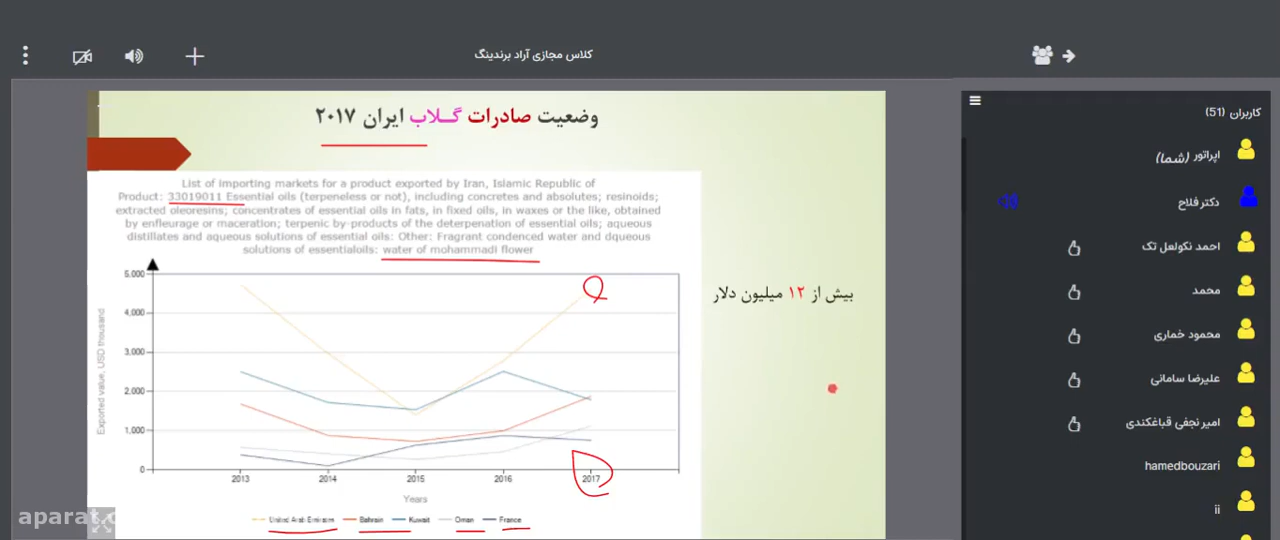 کلاس مجازی آراد برندینگ
وضعیت صادرات گلاب ایران ۲۰۱۷
List of importing markets for a product exported by Iran, Islamic Republic of
Product: 33019011 Essential oils (terpeneless or not), including concretes and absolutes; resinoids;
extracted oleoresins; concentrates of essential oils in fats, in fixed oils, in waxes or the like, obtained
by enfleurage or maceration; terpenic by-products of the deterpenation of essential oils; aqueous
distillates and aqueous solutions of essential oils: Other: Fragrant condenced water and dqueous
solutions of essentialoils: water of mohammadi flower
5,000
4,000
3,000
2,000
1,000
0
Exported value, USD thousand
2013 2014 2015 2016 2017
Years
United Arab Emirates Bahrain Kuwait Oman France
بیش از ۱۲ میلیون دلار
کاربران (51)
اپراتور (شما)
دکتر فلاح
احمد نکولعل تک
محمد
محمود خماری
علیرضا سامانی
امیر نجفی قباغکندی
hamedbouzari
ii
aparat.c